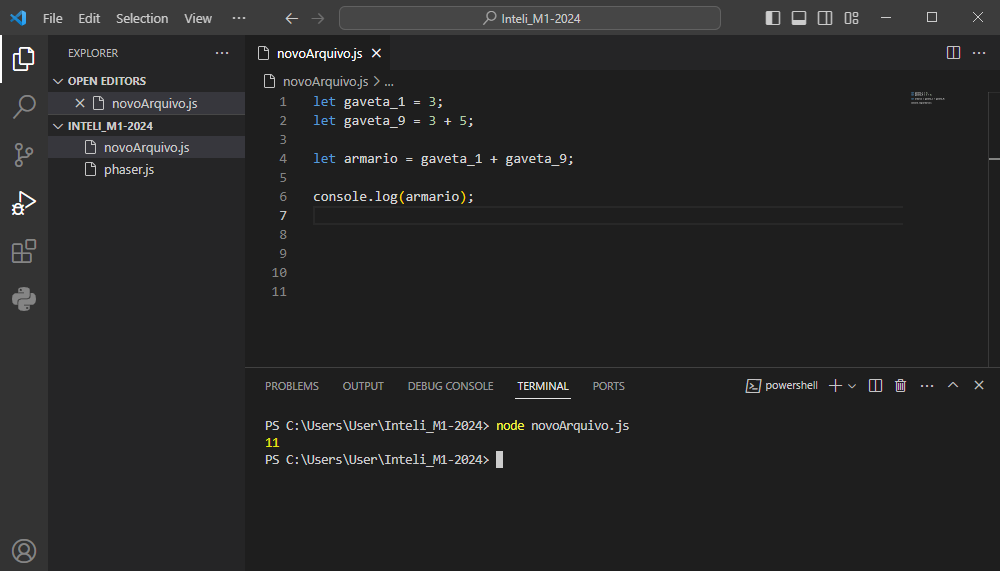 File Edit Selection View ··· Inteli_M1-2024
EXPLORER ···
OPEN EDITORS
novoArquivo.js
INTELI_M1-2024
novoArquivo.js
phaser.js
novoArquivo.js
novoArquivo.js > ...
1 let gaveta_1 = 3;
2 let gaveta_9 = 3 + 5;
3
4 let armario = gaveta_1 + gaveta_9;
5
6 console.log(armario);
7
8
9
10
11
PROBLEMS OUTPUT DEBUG CONSOLE TERMINAL PORTS powershell
PS C:\Users\User\Inteli_M1-2024> node novoArquivo.js
11
PS C:\Users\User\Inteli_M1-2024>